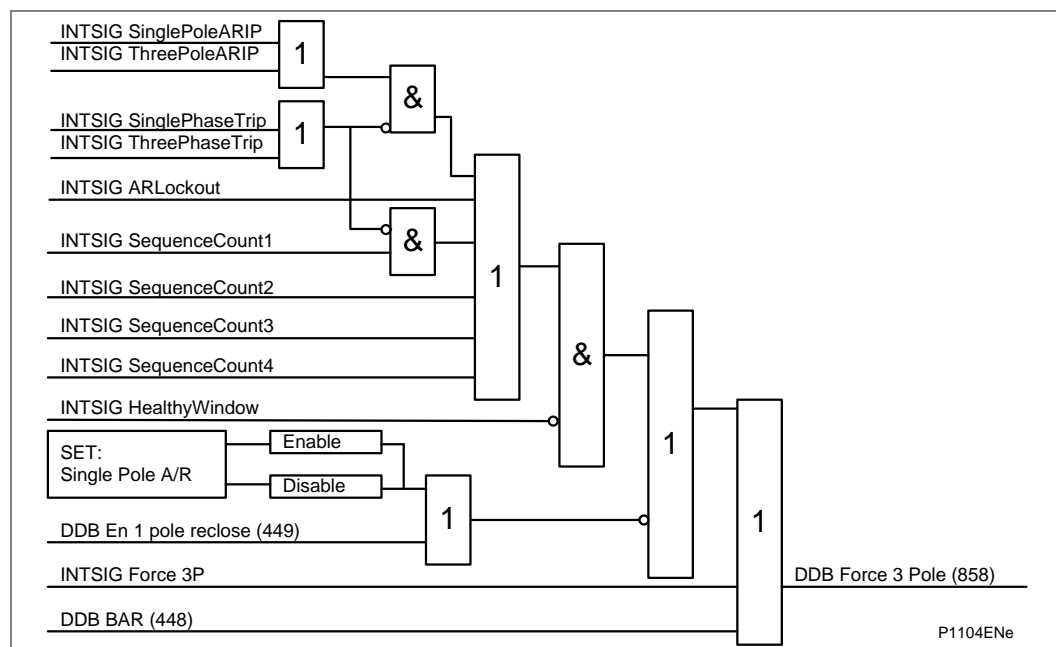 INTSIG SinglePoleARIP
INTSIG ThreePoleARIP
1
&
INTSIG SinglePhaseTrip
INTSIG ThreePhaseTrip
1
INTSIG ARLockout
INTSIG SequenceCount1
&
1
INTSIG SequenceCount2
INTSIG SequenceCount3
&
INTSIG SequenceCount4
INTSIG HealthyWindow
1
SET:
Single Pole A/R
Enable
Disable
1
1
DDB En 1 pole reclose (449)
INTSIG Force 3P
DDB Force 3 Pole (858)
DDB BAR (448)
P1104ENe